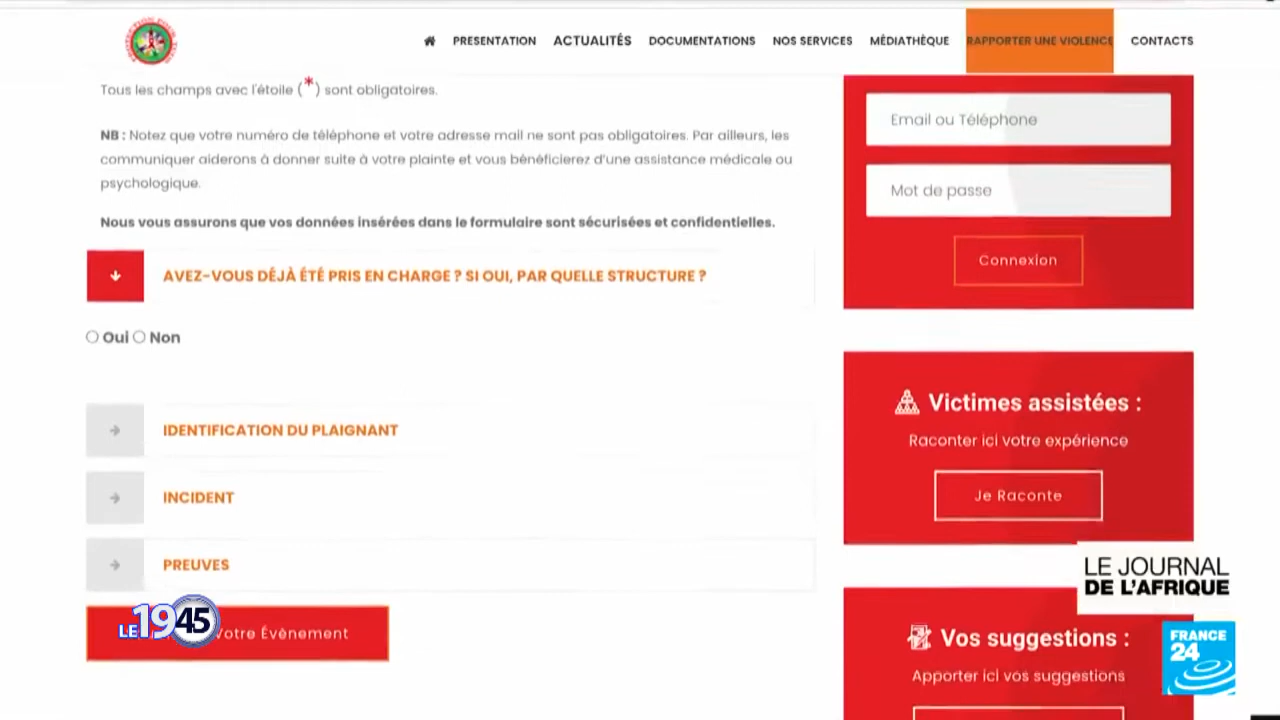 PRESENTATION ACTUALITÉS DOCUMENTATIONS NOS SERVICES MÉDIATHÈQUE RAPPORTER UNE VIOLENCE CONTACTS
Tous les champs avec l'étoile (*) sont obligatoires.
NB : Notez que votre numéro de téléphone et votre adresse mail ne sont pas obligatoires. Par ailleurs, les
communiquer aiderons à donner suite à votre plainte et vous bénéficierez d'une assistance médicale ou
psychologique.
Nous vous assurons que vos données insérées dans le formulaire sont sécurisées et confidentielles.
AVEZ-VOUS DÉJÀ ÉTÉ PRIS EN CHARGE ? SI OUI, PAR QUELLE STRUCTURE ?
Oui Non
IDENTIFICATION DU PLAIGNANT
INCIDENT
PREUVES
Votre Évènement
LE 1945
Email ou Téléphone
Mot de passe
Connexion
Victimes assistées :
Raconter ici votre expérience
Je Raconte
LE JOURNAL
DE L'AFRIQUE
Vos suggestions :
Apporter ici vos suggestions
FRANCE
24